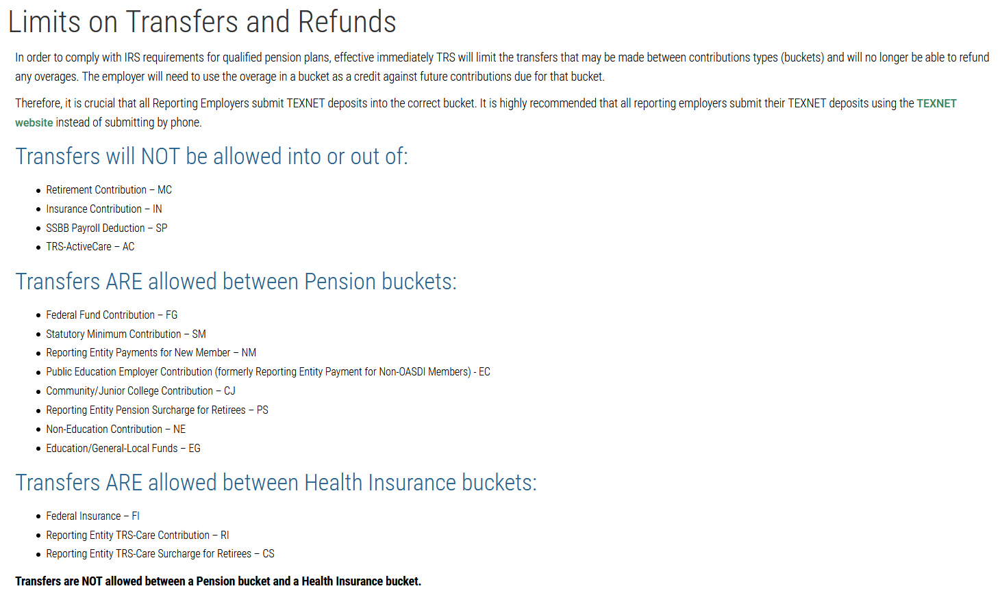 Limits on Transfers and Refunds
In order to comply with IRS requirements for qualified pension plans, effective immediately TRS will limit the transfers that may be made between contributions types (buckets) and will no longer be able to refund
any overages. The employer will need to use the overage in a bucket as a credit against future contributions due for that bucket.
Therefore, it is crucial that all Reporting Employers submit TEXNET deposits into the correct bucket. It is highly recommended that all reporting employers submit their TEXNET deposits using the TEXNET
website instead of submitting by phone.
Transfers will NOT be allowed into or out of:
• Retirement Contribution – MC
• Insurance Contribution – IN
• SSBB Payroll Deduction – SP
• TRS-ActiveCare – AC
Transfers ARE allowed between Pension buckets:
• Federal Fund Contribution – FG
• Statutory Minimum Contribution – SM
• Reporting Entity Payments for New Member – NM
• Public Education Employer Contribution (formerly Reporting Entity Payment for Non-OASDI Members) - EC
• Community/Junior College Contribution – CJ
• Reporting Entity Pension Surcharge for Retirees – PS
• Non-Education Contribution – NE
• Education/General-Local Funds – EG
Transfers ARE allowed between Health Insurance buckets:
• Federal Insurance – FI
• Reporting Entity TRS-Care Contribution – RI
• Reporting Entity TRS-Care Surcharge for Retirees – CS
Transfers are NOT allowed between a Pension bucket and a Health Insurance bucket.